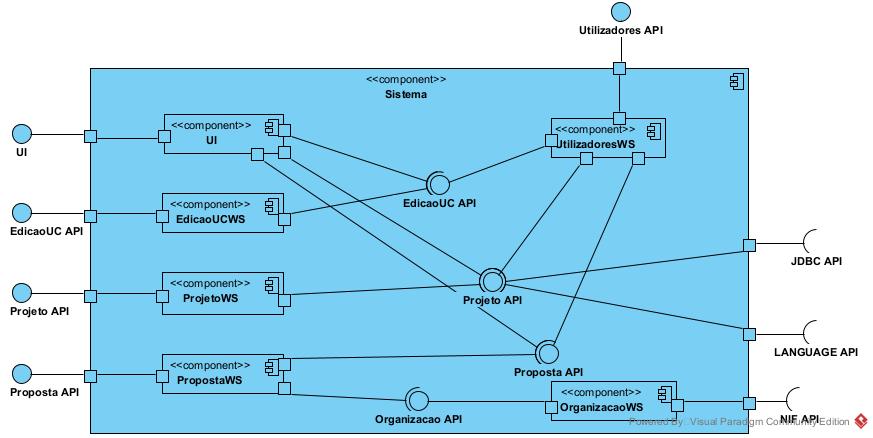 Utilizadores API
<<component>>
Sistema
<<component>>
UI
<<component>>
UtilizadoresWS
UI
EdicaoUC API
<<component>>
EdicaoUCWS
EdicaoUC API
JDBC API
<<component>>
ProjetoWS
Projeto API
Projeto API
LANGUAGE API
<<component>>
PropostaWS
Proposta API
Proposta API
<<component>>
OrganizacaoWS
Organizacao API
NIF API
Powered By Visual Paradigm Community Edition